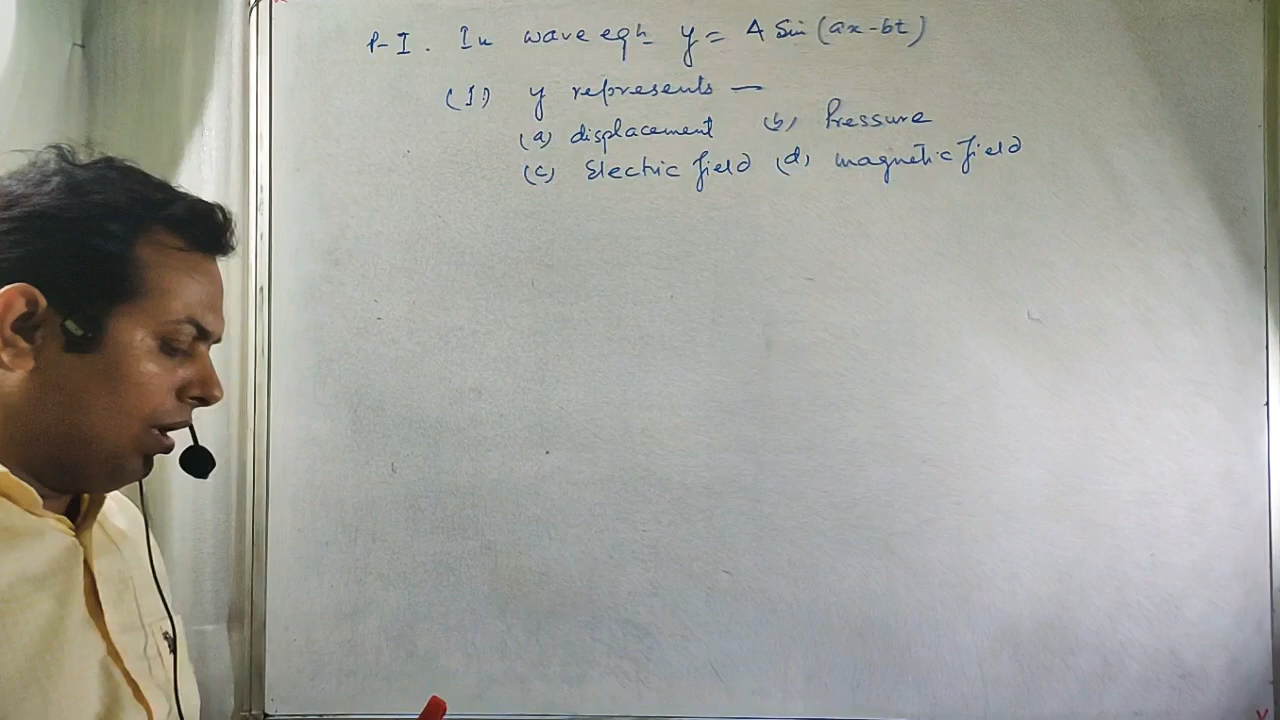 P-I. In wave eqn y = A Sin (ax-bt)
(1) y represents —
(a) displacement (b) Pressure
(c) Electric field (d) magnetic field